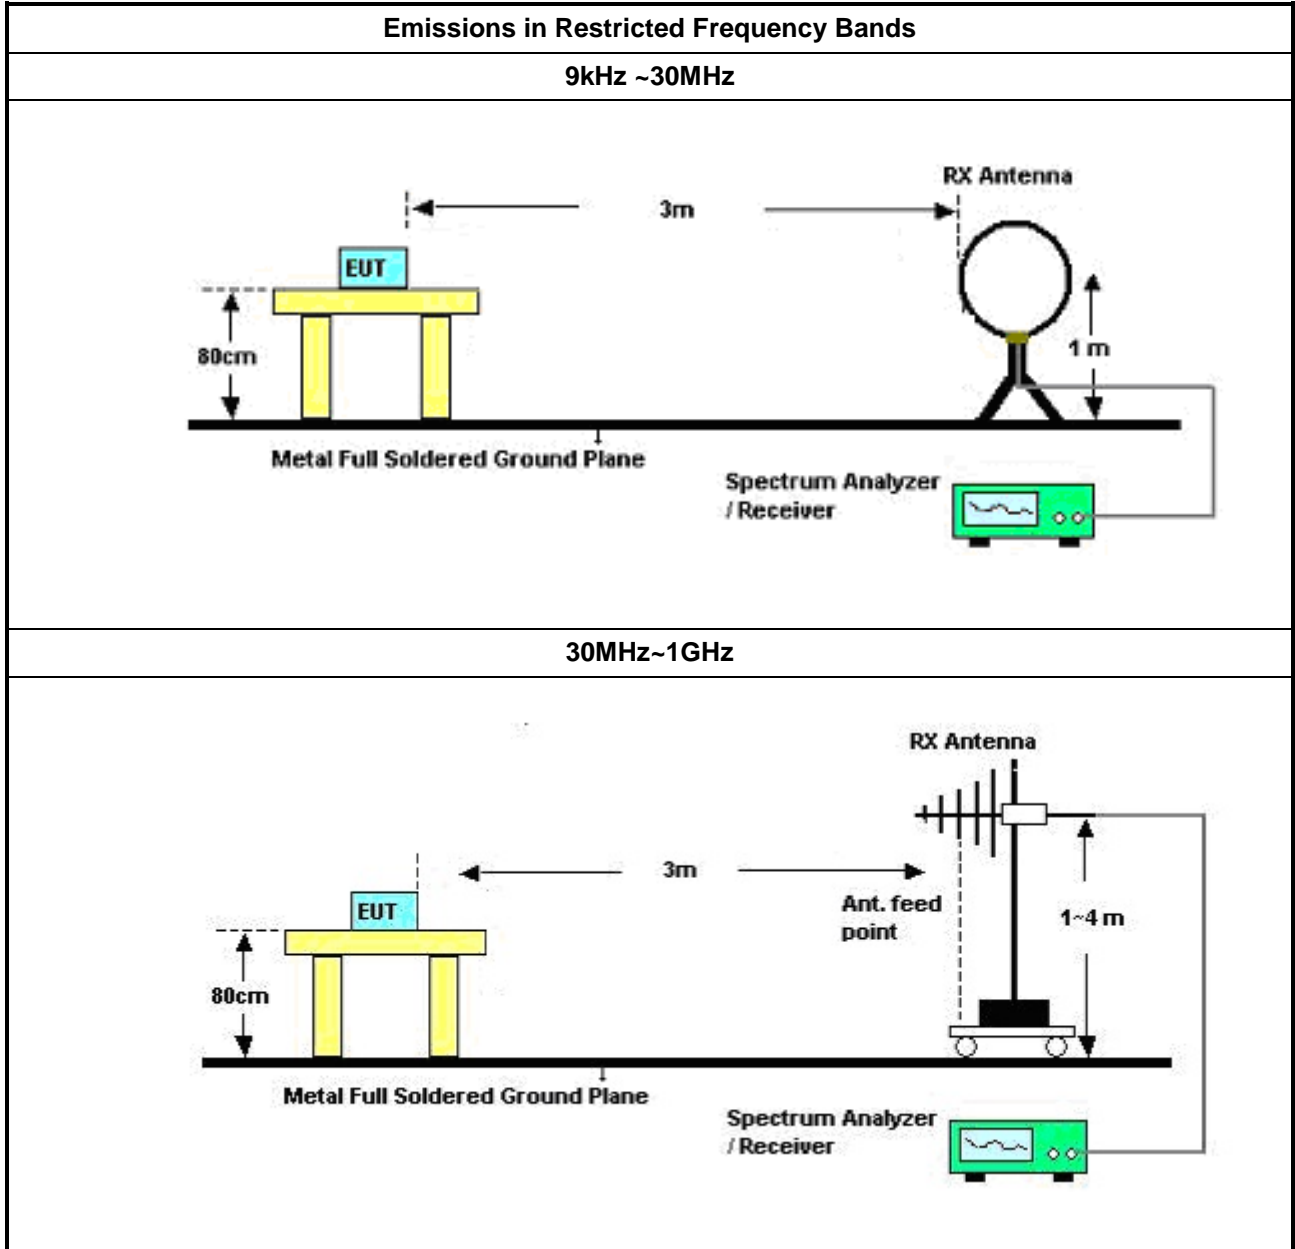 Emissions in Restricted Frequency Bands
9kHz ~30MHz
RX Antenna
3m
EUT
80cm
1 m
Metal Full Soldered Ground Plane
Spectrum Analyzer
/ Receiver
30MHz~1GHz
RX Antenna
3m
Ant. feed
point
EUT
1~4 m
80cm
Metal Full Soldered Ground Plane
Spectrum Analyzer
/ Receiver